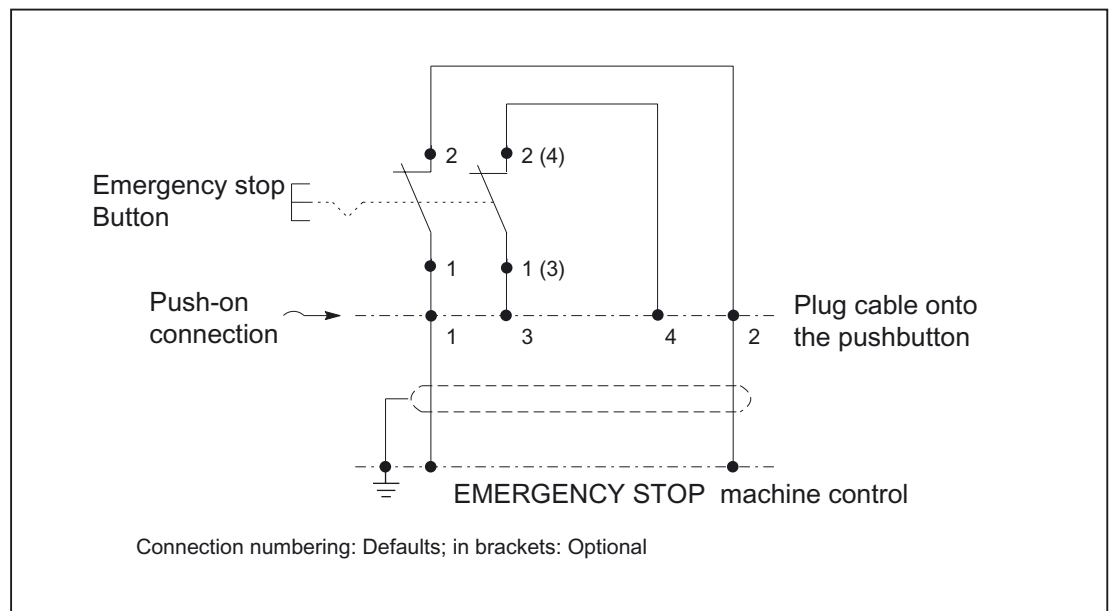 2
2 (4)
Emergency stop
Button
1
1 (3)
Push-on
connection
1
3
4
2
Plug cable onto
the pushbutton
EMERGENCY STOP machine control
Connection numbering: Defaults; in brackets: Optional